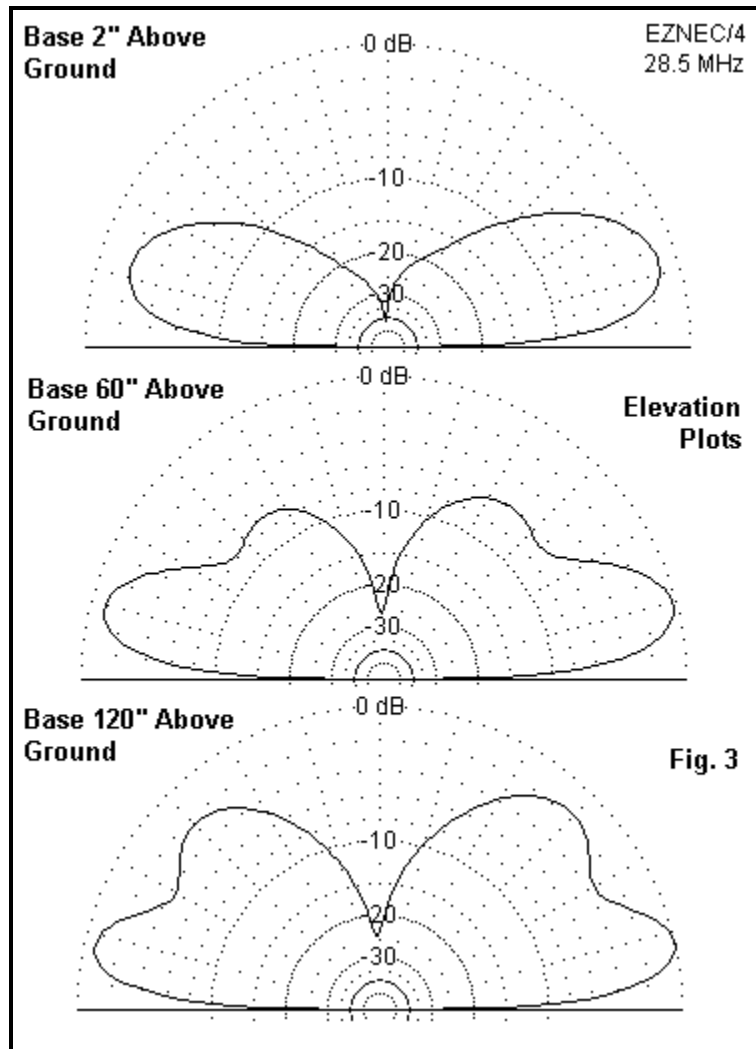 Base 2" Above
Ground
0 dB
EZNEC/4
28.5 MHz
-10
-20
-30
Base 60" Above
Ground
0 dB
Elevation
Plots
-10
-20
-30
Base 120" Above
Ground
0 dB
Fig. 3
-10
-20
-30